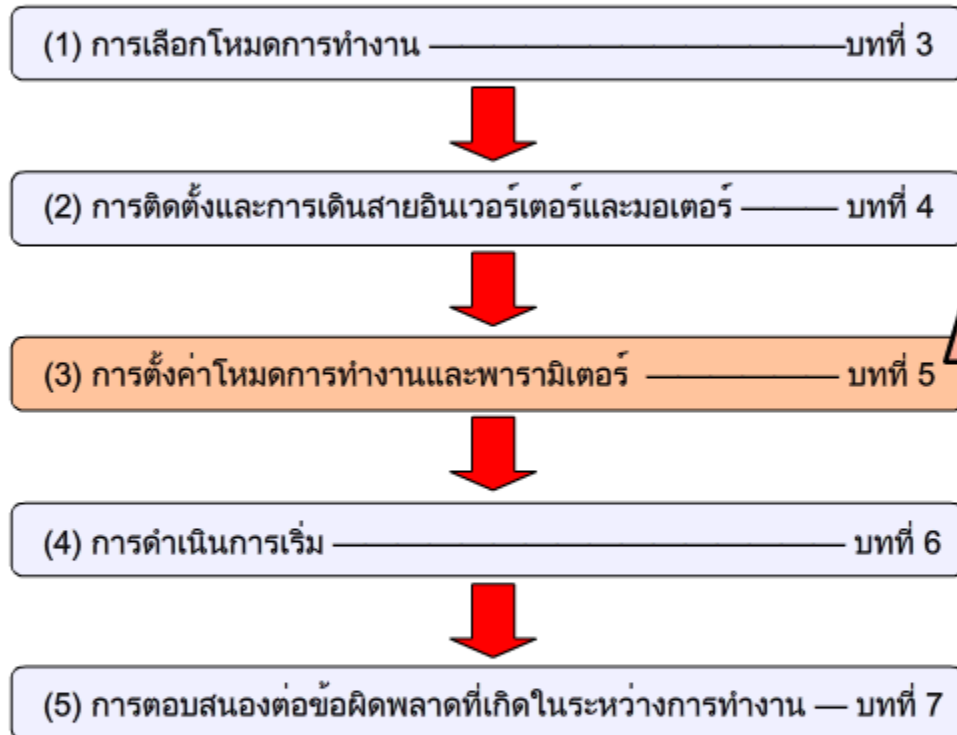 (1) การเลือกโหมดการทำงาน ———————————— บทที่ 3
(2) การติดตั้งและการเดินสายอินเวอร์เตอร์และมอเตอร์ ——— บทที่ 4
(3) การตั้งค่าโหมดการทำงานและพารามิเตอร์ —————— บทที่ 5
(4) การดำเนินการเริ่ม ———————————————— บทที่ 6
(5) การตอบสนองต่อข้อผิดพลาดที่เกิดในระหว่างการทำงาน — บทที่ 7